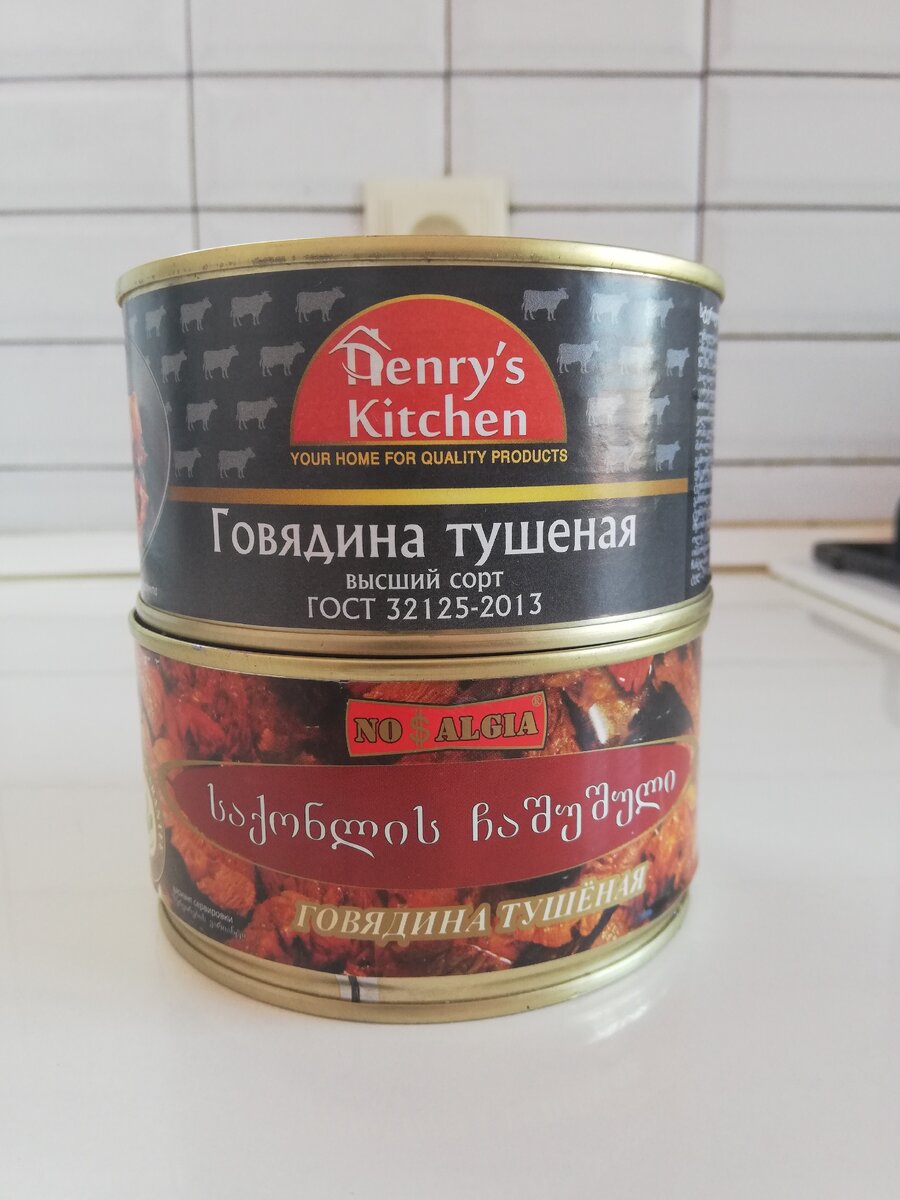 Henry's
Kitchen
YOUR HOME FOR QUALITY PRODUCTS
Говядина тушеная
высший сорт
ГОСТ 32125-2013
NO$ALGIA®
საქონლის ჩაშუშული
ГОВЯДИНА ТУШЁНАЯ
сервировки